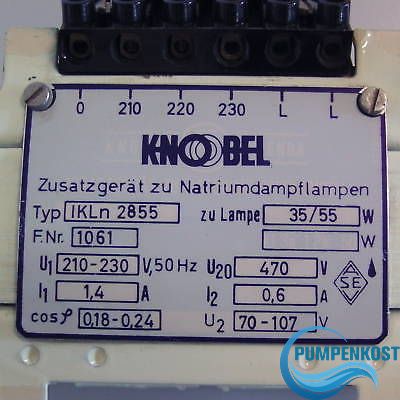 0 210 220 230 L L
KNOBEL
Zusatzgerät zu Natriumdampflampen
Typ IKLn 2855 zu Lampe 35/55 W
F.Nr. 1061
U1 210-230 V, 50 Hz U20 470 V
I1 1,4 A I2 0,6 A
cosφ 0,18-0,24 U2 70-107 V
ASE
PUMPENKOST